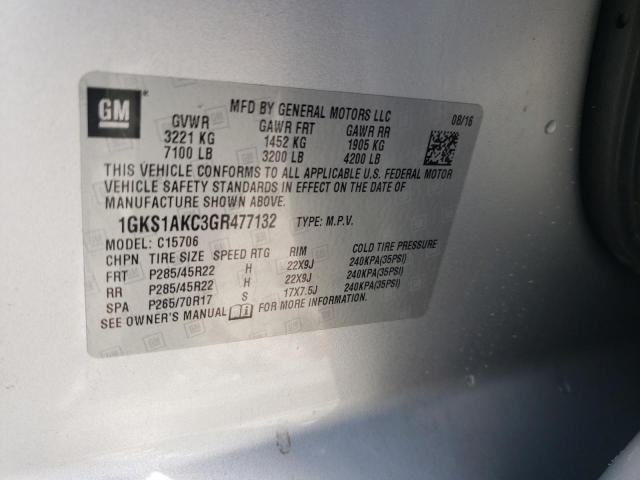 GM
MFD BY GENERAL MOTORS LLC 08/16
GVWR GAWR FRT GAWR RR
3221 KG 1452 KG 1905 KG
7100 LB 3200 LB 4200 LB
THIS VEHICLE CONFORMS TO ALL APPLICABLE U.S. FEDERAL MOTOR
VEHICLE SAFETY STANDARDS IN EFFECT ON THE DATE OF
MANUFACTURE SHOWN ABOVE.
1GKS1AKC3GR477132 TYPE: M.P.V.
MODEL: C15706
CHPN TIRE SIZE SPEED RTG RIM COLD TIRE PRESSURE
FRT P285/45R22 H 22X9J 240KPA(35PSI)
RR P285/45R22 H 22X9J 240KPA(35PSI)
SPA P265/70R17 S 17X7.5J 240KPA(35PSI)
SEE OWNER'S MANUAL FOR MORE INFORMATION.